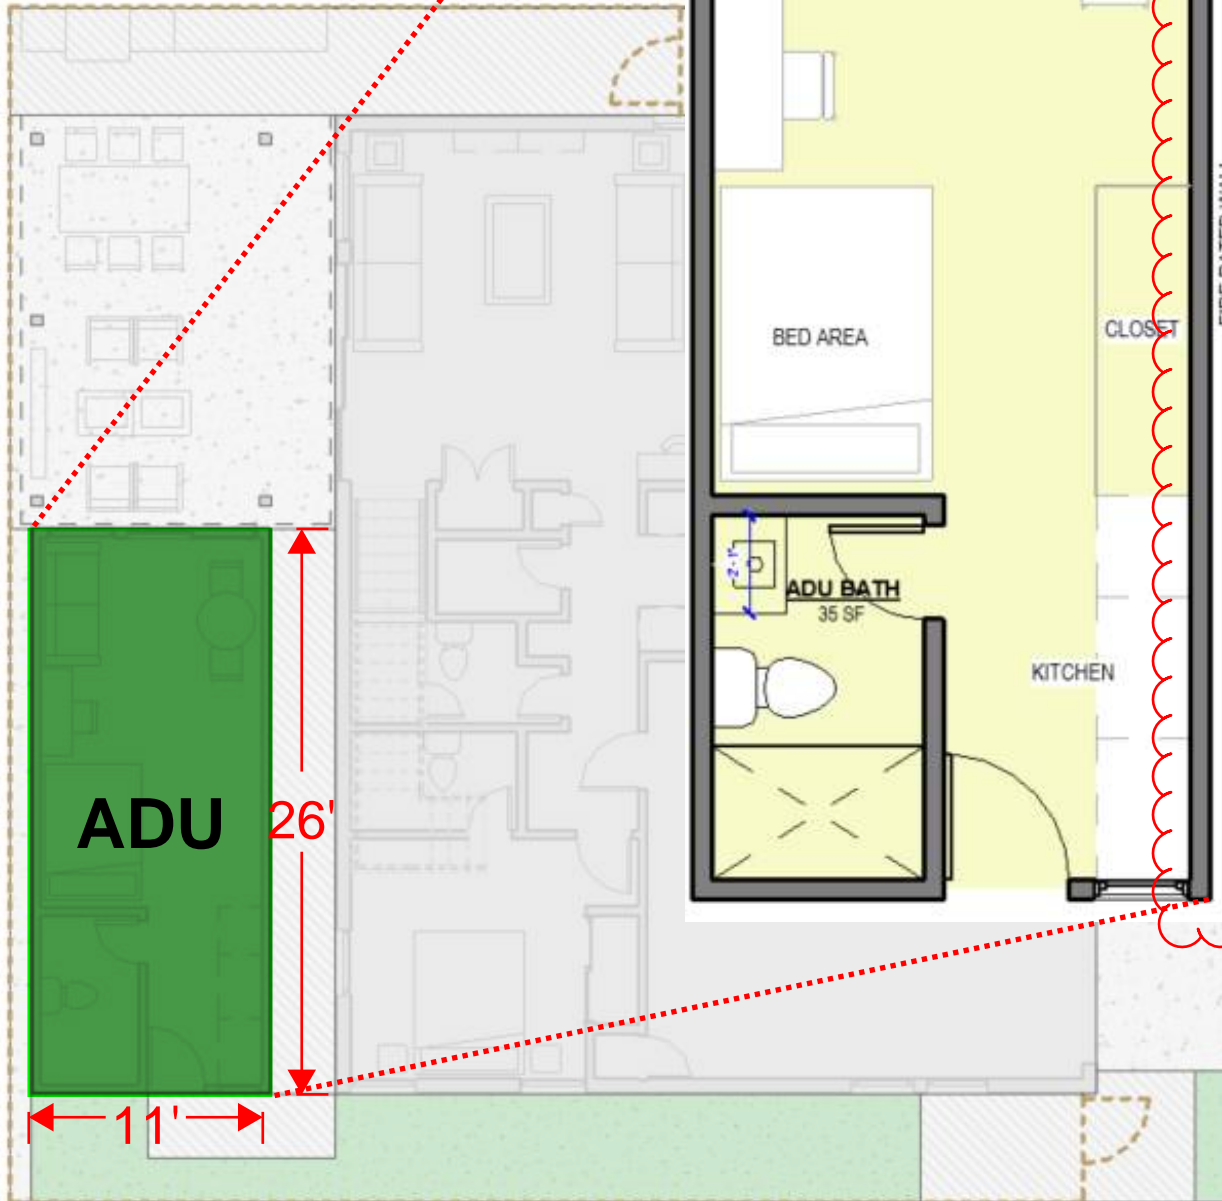 BED AREA
CLOSET
2'-1"
ADU BATH
35 SF
KITCHEN
ADU
26'
11'